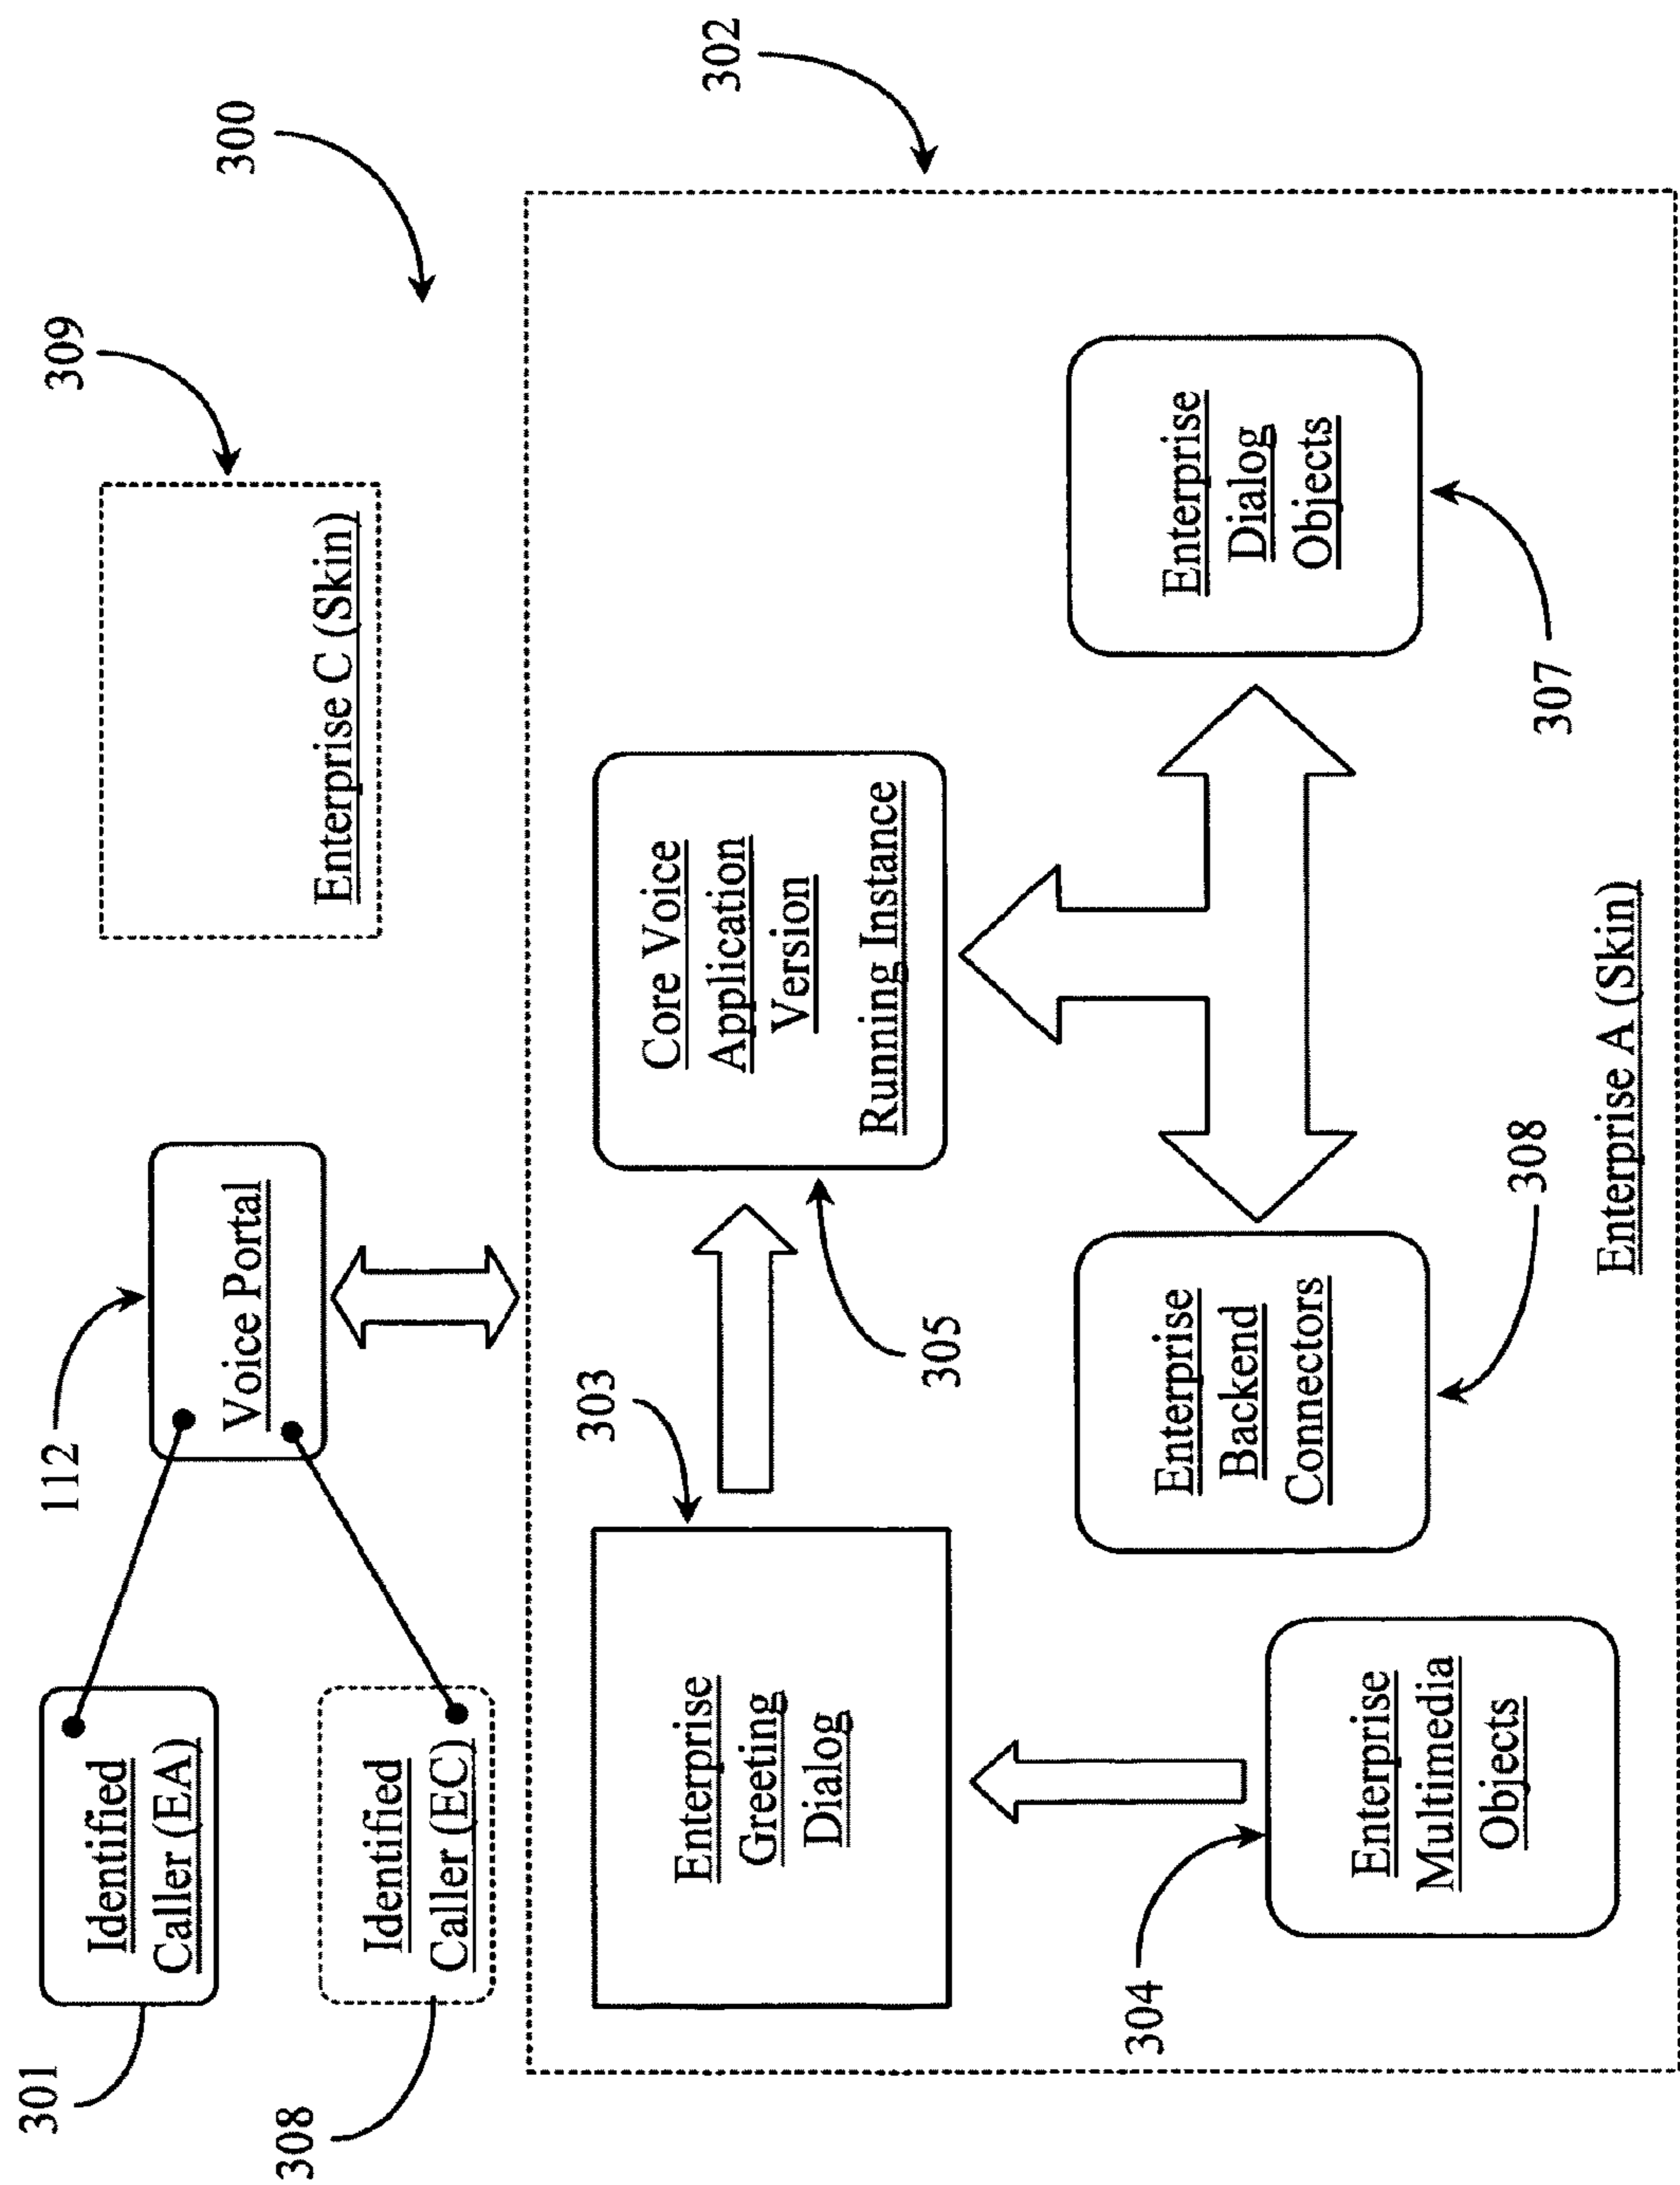 301
Identified
Caller (EA)
308
Identified
Caller (EC)
112
Voice Portal
309
Enterprise C (Skin)
300
302
303
Enterprise
Greeting
Dialog
305
Core Voice
Application
Version
Running Instance
304
Enterprise
Multimedia
Objects
308
Enterprise
Backend
Connectors
307
Enterprise
Dialog
Objects
Enterprise A (Skin)